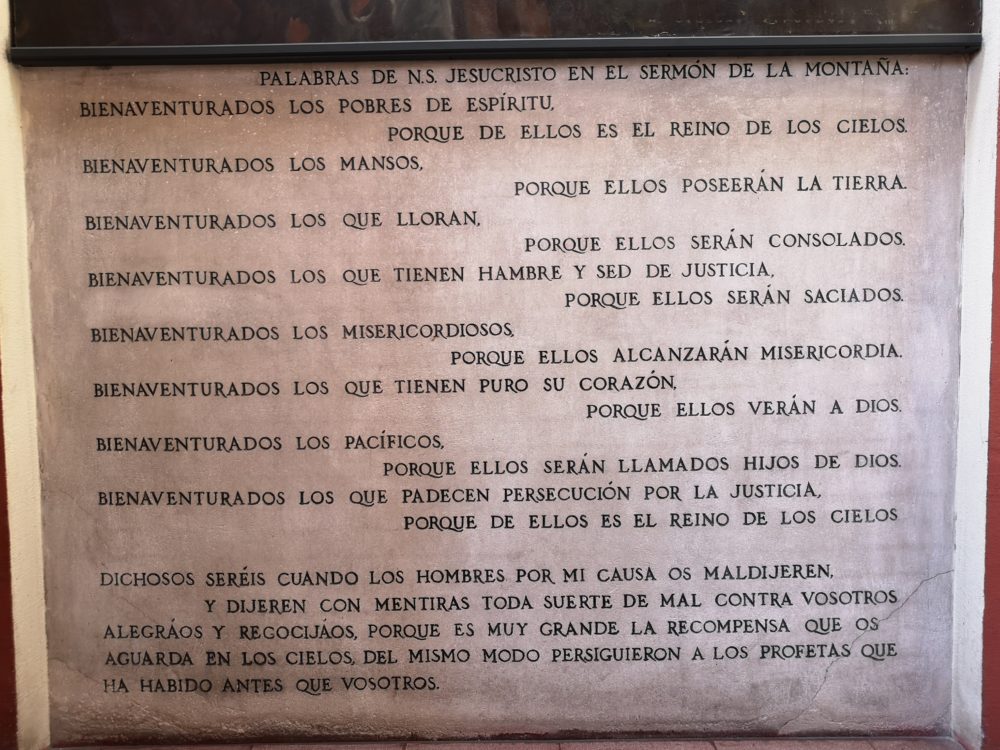 PALABRAS DE N.S. JESUCRISTO EN EL SERMÓN DE LA MONTAÑA:
BIENAVENTURADOS LOS POBRES DE ESPÍRITU,
PORQUE DE ELLOS ES EL REINO DE LOS CIELOS.
BIENAVENTURADOS LOS MANSOS,
PORQUE ELLOS POSEERÁN LA TIERRA.
BIENAVENTURADOS LOS QUE LLORAN,
PORQUE ELLOS SERÁN CONSOLADOS.
BIENAVENTURADOS LOS QUE TIENEN HAMBRE Y SED DE JUSTICIA,
PORQUE ELLOS SERÁN SACIADOS.
BIENAVENTURADOS LOS MISERICORDIOSOS,
PORQUE ELLOS ALCANZARÁN MISERICORDIA.
BIENAVENTURADOS LOS QUE TIENEN PURO SU CORAZÓN,
PORQUE ELLOS VERÁN A DIOS.
BIENAVENTURADOS LOS PACÍFICOS,
PORQUE ELLOS SERÁN LLAMADOS HIJOS DE DIOS.
BIENAVENTURADOS LOS QUE PADECEN PERSECUCIÓN POR LA JUSTICIA,
PORQUE DE ELLOS ES EL REINO DE LOS CIELOS
DICHOSOS SERÉIS CUANDO LOS HOMBRES POR MI CAUSA OS MALDIJEREN,
Y DIJEREN CON MENTIRAS TODA SUERTE DE MAL CONTRA VOSOTROS
ALEGRÁOS Y REGOCIJÁOS, PORQUE ES MUY GRANDE LA RECOMPENSA QUE OS
AGUARDA EN LOS CIELOS, DEL MISMO MODO PERSIGUIERON A LOS PROFETAS QUE
HA HABIDO ANTES QUE VOSOTROS.